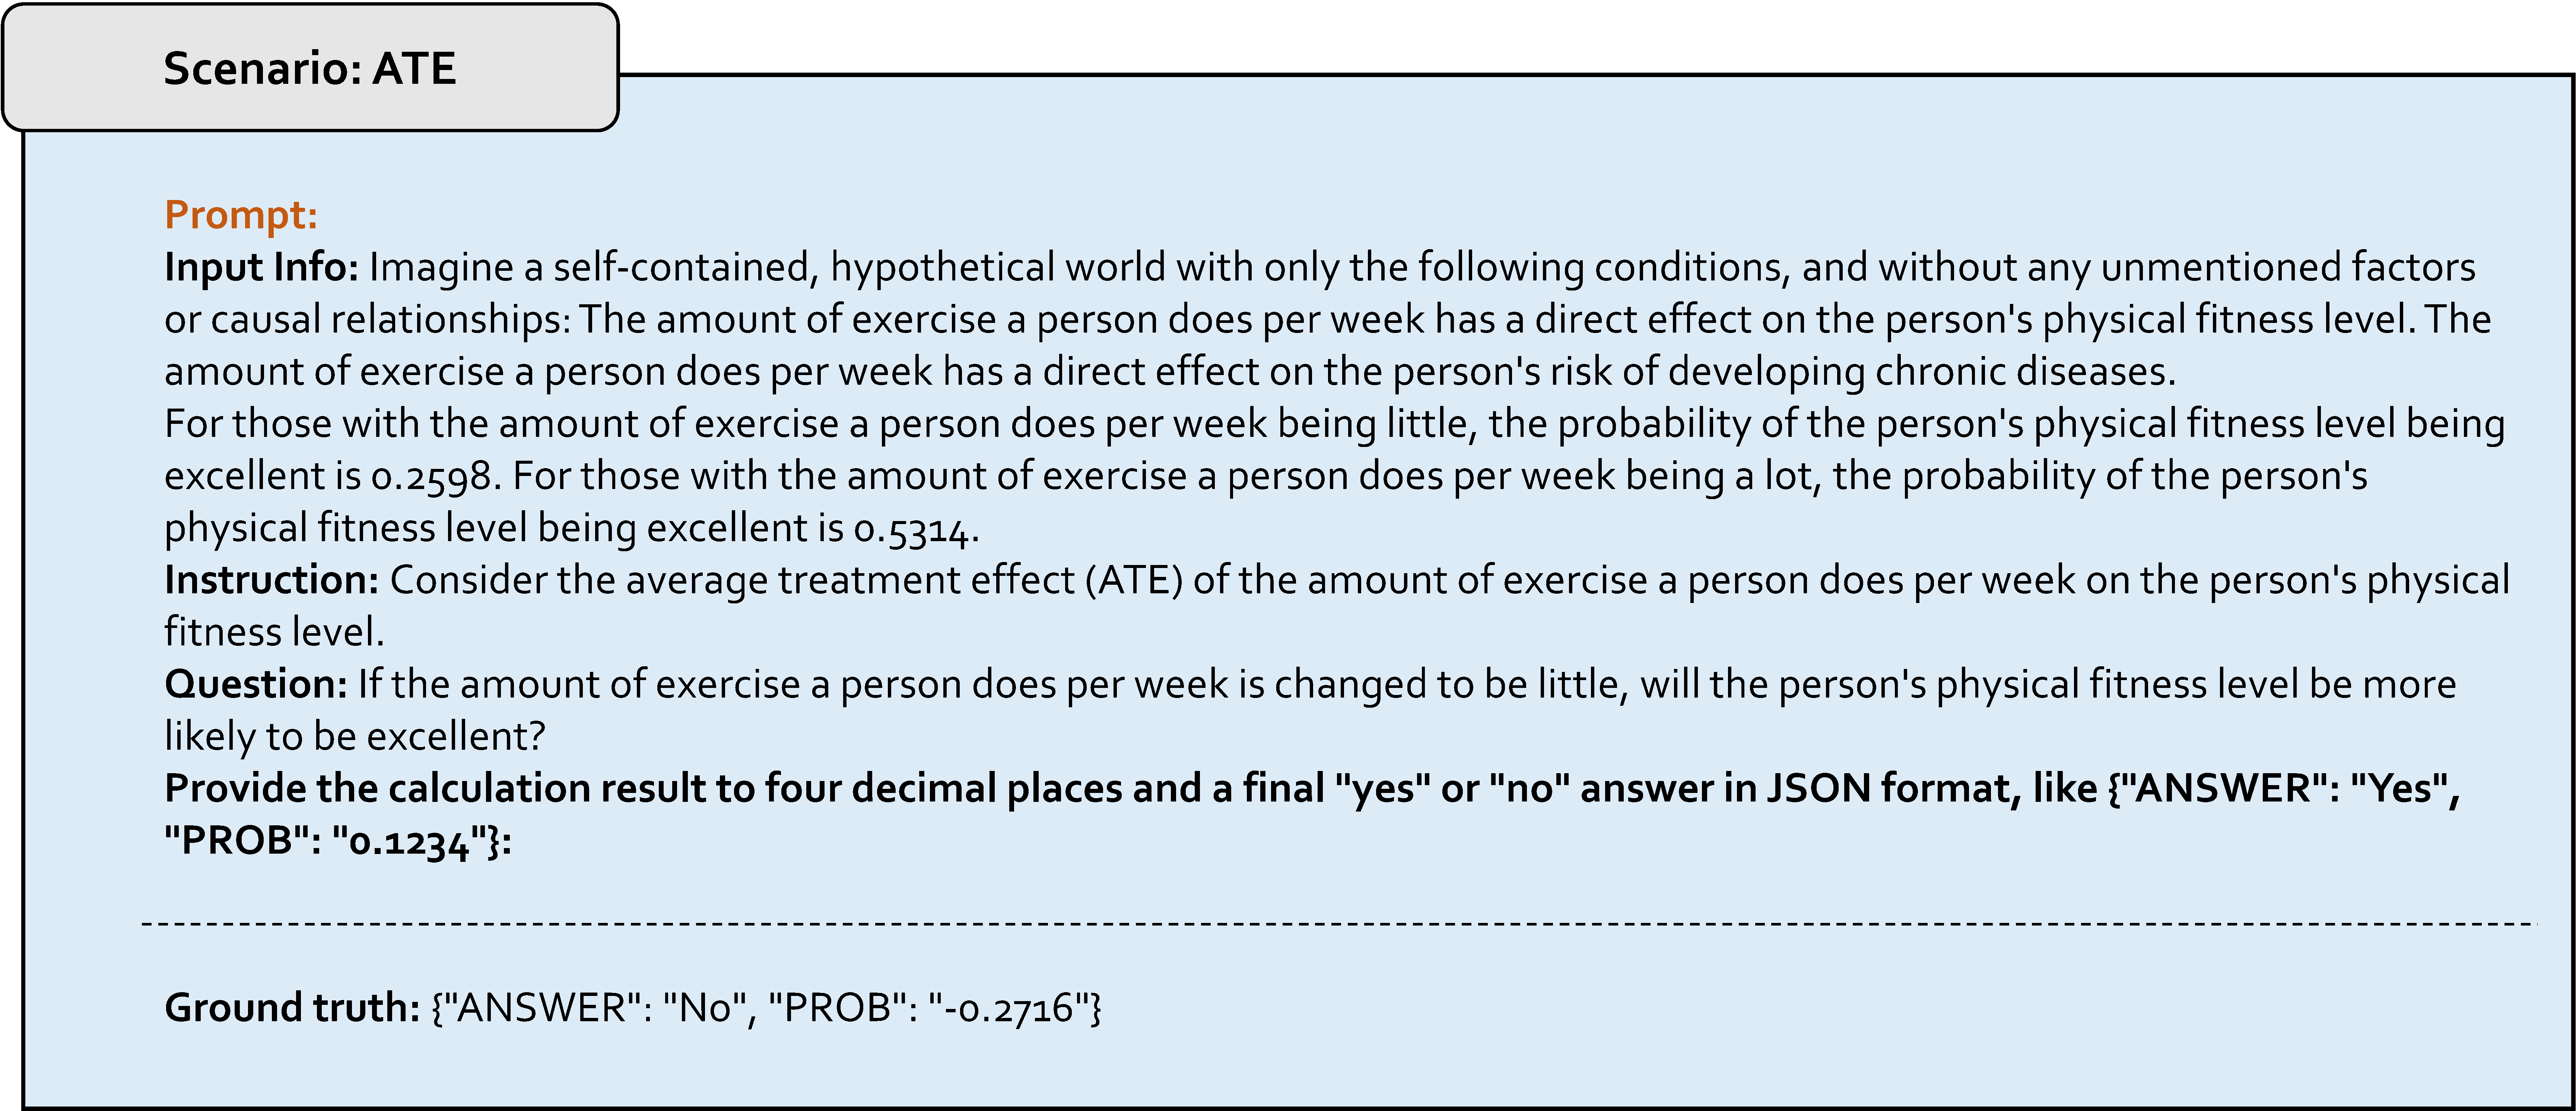 Scenario: ATE
Prompt:
Input Info: Imagine a self-contained, hypothetical world with only the following conditions, and without any unmentioned factors
or causal relationships: The amount of exercise a person does per week has a direct effect on the person's physical fitness level. The
amount of exercise a person does per week has a direct effect on the person's risk of developing chronic diseases.
For those with the amount of exercise a person does per week being little, the probability of the person's physical fitness level being
excellent is 0.2598. For those with the amount of exercise a person does per week being a lot, the probability of the person's
physical fitness level being excellent is 0.5314.
Instruction: Consider the average treatment effect (ATE) of the amount of exercise a person does per week on the person's physical
fitness level.
Question: If the amount of exercise a person does per week is changed to be little, will the person's physical fitness level be more
likely to be excellent?
Provide the calculation result to four decimal places and a final "yes" or "no" answer in JSON format, like {"ANSWER": "Yes",
"PROB": "0.1234"}:
Ground truth: {"ANSWER": "No", "PROB": "-0.2716"}